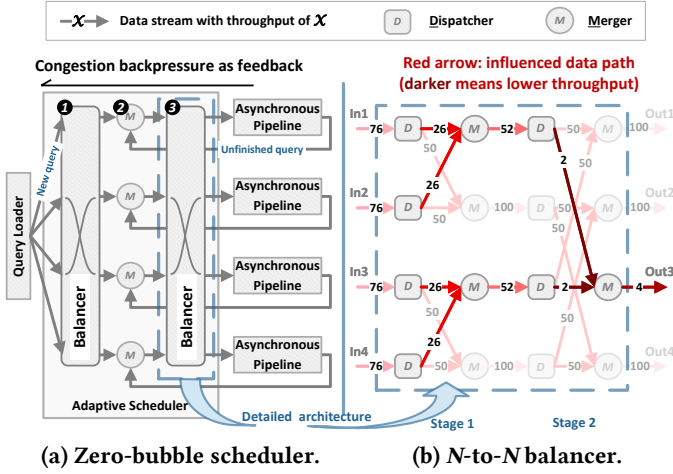 X Data stream with throughput of X
D Dispatcher
M Merger
Congestion backpressure as feedback
1 2 3
New query
Query Loader
Balancer
Balancer
M
M
M
M
Asynchronous
Pipeline
Unfinished query
Asynchronous
Pipeline
Asynchronous
Pipeline
Asynchronous
Pipeline
Adaptive Scheduler
Detailed architecture
(a) Zero-bubble scheduler.
Red arrow: influenced data path
(darker means lower throughput)
In1 Out1
76 D 26 M 52 D 50 M 100
50 2
In2 Out2
26
76 D 50 M 100 D 50 M 100
50
In3 Out3
76 D 26 M 52 D 2 M 4
50 50
In4 Out4
26
76 D 50 M 100 D 50 M 100
Stage 1 Stage 2
(b) N-to-N balancer.